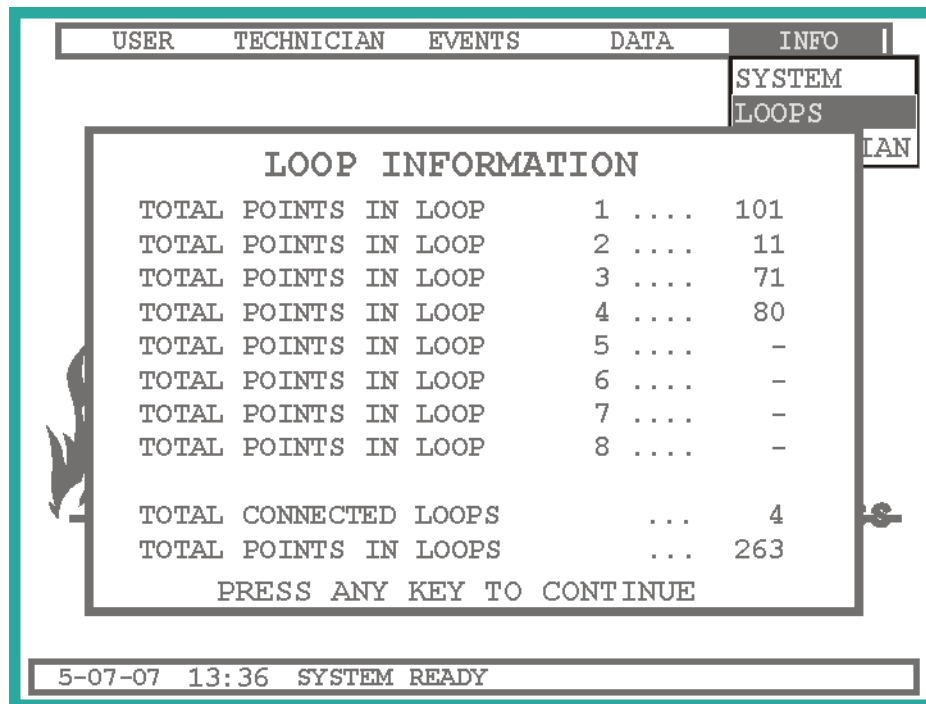 USER TECHNICIAN EVENTS DATA INFO
SYSTEM
LOOPS
IAN
LOOP INFORMATION
TOTAL POINTS IN LOOP 1 .... 101
TOTAL POINTS IN LOOP 2 .... 11
TOTAL POINTS IN LOOP 3 .... 71
TOTAL POINTS IN LOOP 4 .... 80
TOTAL POINTS IN LOOP 5 .... -
TOTAL POINTS IN LOOP 6 .... -
TOTAL POINTS IN LOOP 7 .... -
TOTAL POINTS IN LOOP 8 .... -
TOTAL CONNECTED LOOPS ... 4
TOTAL POINTS IN LOOPS ... 263
PRESS ANY KEY TO CONTINUE
5-07-07 13:36 SYSTEM READY